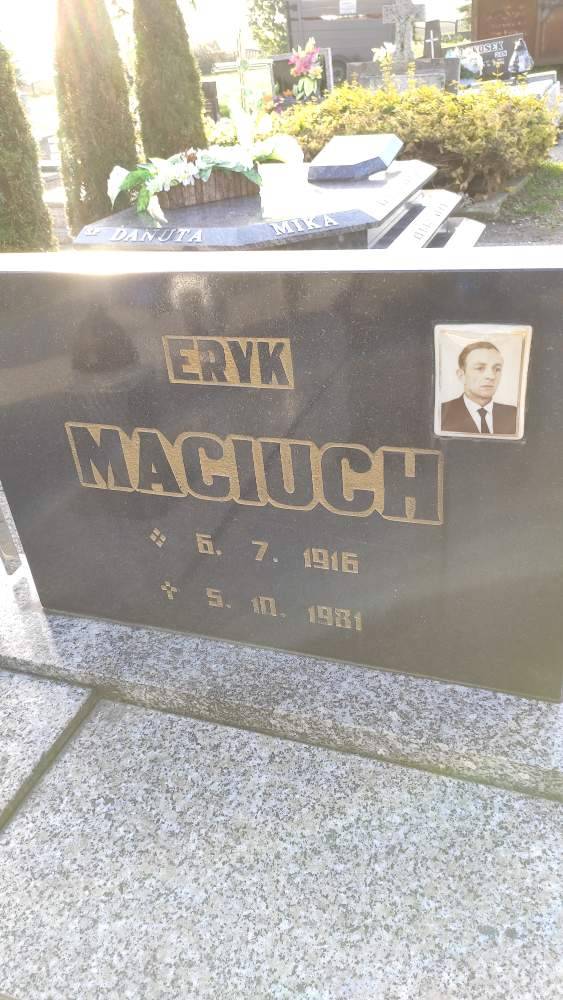 DANUTA MIKA
ERYK
MACIUCH
6. 7. 1916
5. 10. 1981